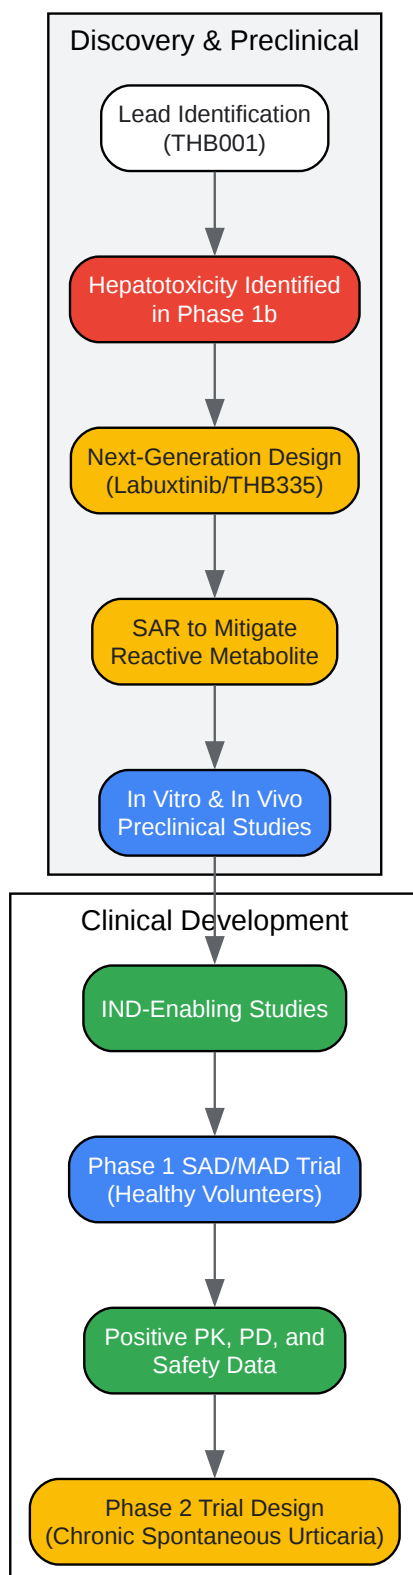 Discovery & Preclinical
Lead Identification
(THB001)
Hepatotoxicity Identified
in Phase 1b
Next-Generation Design
(Labuxtinib/THB335)
SAR to Mitigate
Reactive Metabolite
In Vitro & In Vivo
Preclinical Studies
Clinical Development
IND-Enabling Studies
Phase 1 SAD/MAD Trial
(Healthy Volunteers)
Positive PK, PD, and
Safety Data
Phase 2 Trial Design
(Chronic Spontaneous Urticaria)